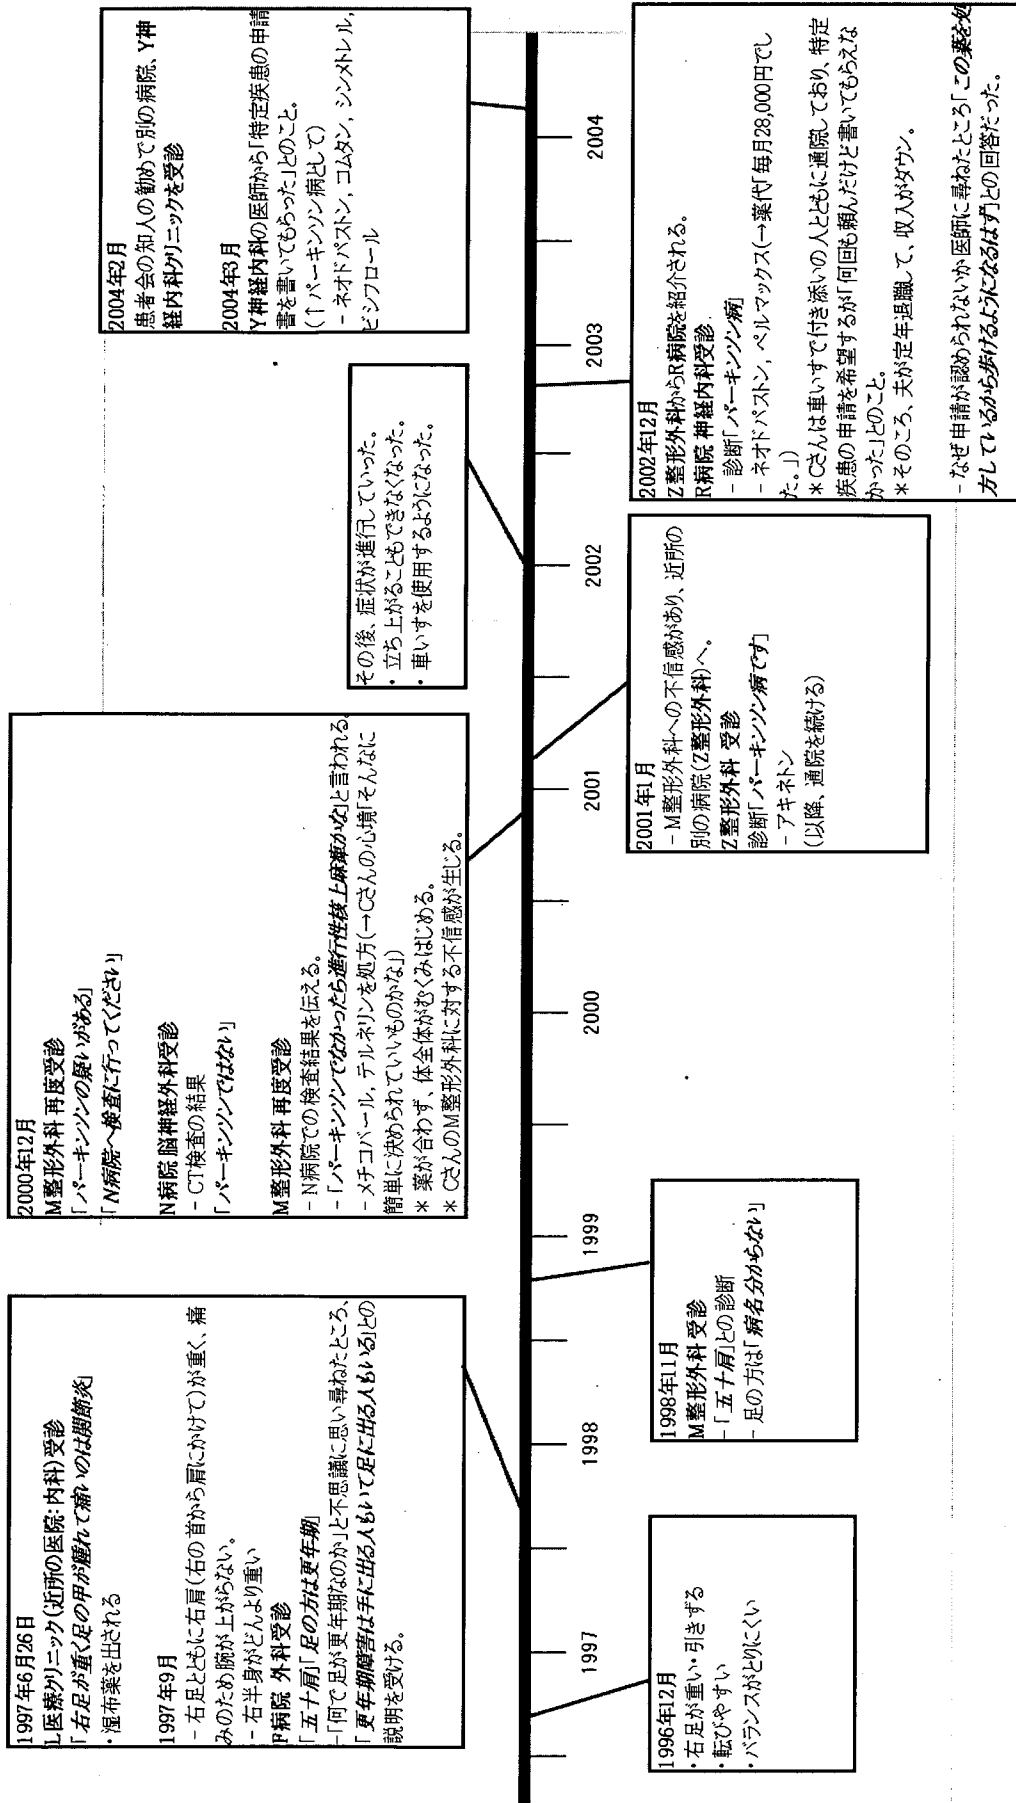 1997年6月26日
L医療クリニック(近所の医院:内科)受診
「右足が重く足の甲が腫れて痛いのは関節炎」
・湿布薬を出される
1997年9月
- 右足とともに右肩(右の首から肩にかけて)が重く、痛
みのため腕が上がらない。
- 右半身がどんより重い
P病院 外科受診
「五十肩」「足の方は更年期」
-「何で足が更年期なのか」と不思議に思い尋ねたところ、
「更年期障害は手に出る人もいて足に出る人もいる」との
説明を受ける。
2000年12月
M整形外科 再度受診
「パーキンソンの疑いがある」
「N病院へ検査に行ってください」
N病院 脳神経外科受診
- CT検査の結果
「パーキンソンではない」
M整形外科 再度受診
- N病院での検査結果を伝える。
-「パーキンソンでなかったら進行性核上麻痺かな」と言われる。
- メチコバール, テルネリンを処方(→Cさんの心境「そんなに
簡単に決められていいものかな」)
* 薬が合わず、体全体がむくみはじめる。
* CさんのM整形外科に対する不信感が生じる。
その後、症状が進行していった。
・立ち上がることもできなくなった。
・車いすを使用するようになった。
2004年2月
患者会の知人の勧めで別の病院、Y神
経内科クリニックを受診
2004年3月
Y神経内科の医師から「特定疾患の申請
書を書いてもらった」とのこと。
(↑パーキンソン病として)
- ネオドパストン, コムタン, シンメトレル,
ビシフロール
1997
1998
1999
2000
2001
2002
2003
2004
1996年12月
・右足が重い・引きずる
・転びやすい
・バランスがとりにくい
1998年11月
M整形外科 受診
-「五十肩」との診断
- 足の方は「病名分からない」
2001年1月
- M整形外科への不信感があり、近所の
別の病院(Z整形外科)へ。
Z整形外科 受診
診断「パーキンソン病です」
- アキネトン
(以降、通院を続ける)
2002年12月
Z整形外科からR病院を紹介される。
R病院 神経内科受診
- 診断「パーキンソン病」
- ネオドパストン, ペルマックス(→薬代「毎月28,000円でし
た。」)
* Cさんは車いすで付き添いの人とともに通院しており、特定
疾患の申請を希望するが「何回も頼んだけど書いてもらえな
かった」とのこと。
* そのころ、夫が定年退職して、収入がダウン。
- なぜ申請が認められないか医師に尋ねたところ「この薬を処
方しているから歩けるようになるはず」との回答だった。